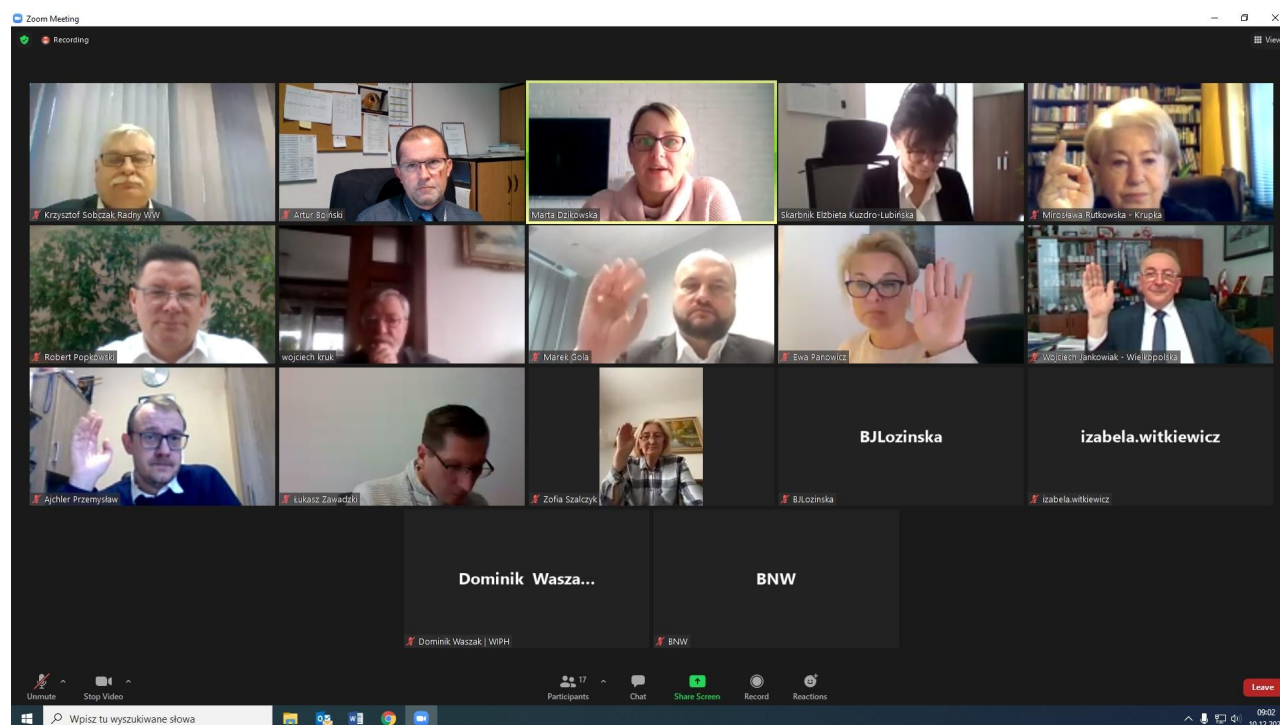 Zoom Meeting
Recording
View
Krzysztof Sobczak Radny WW
Artur Boiński
Marta Dzikowska
Skarbnik Elżbieta Kuzdro-Lubińska
Mirosława Rutkowska - Krupka
Robert Popkowski
wojciech kruk
Marek Gola
Ewa Panowicz
Wojciech Jankowiak - Wielkopolska
Ajchler Przemysław
Łukasz Zawadzki
Zofia Szalczyk
BJLozinska
BJLozinska
izabela.witkiewicz
izabela.witkiewicz
Dominik Wasza...
Dominik Waszak | WIPH
BNW
BNW
Unmute
Stop Video
17
Participants
Chat
Share Screen
Record
Reactions
Leave
Wpisz tu wyszukiwane słowa
09:02